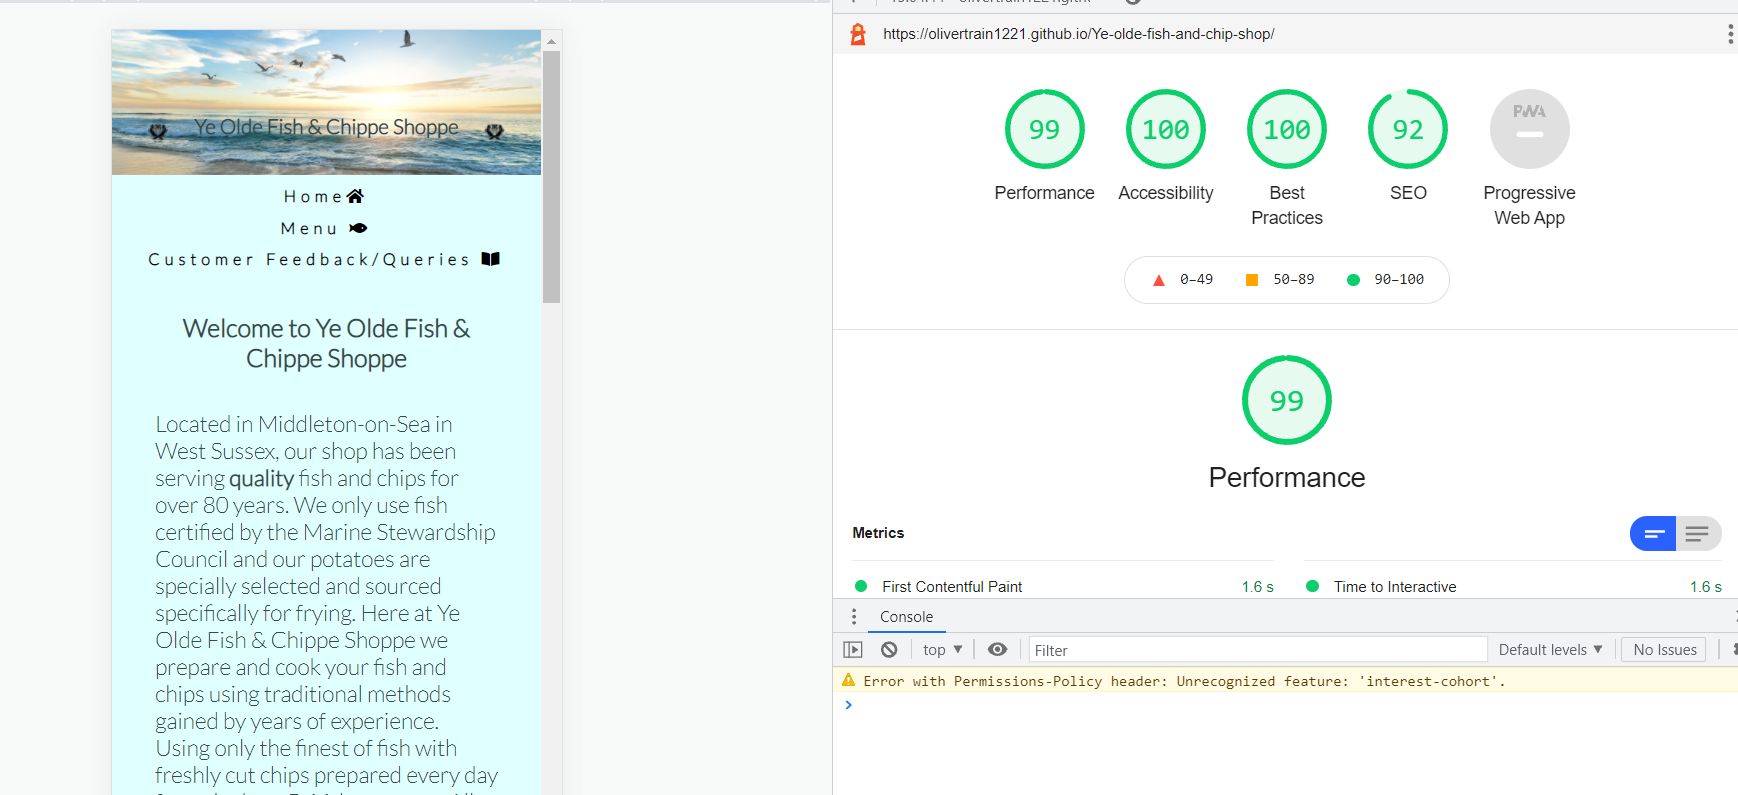 Ye Olde Fish & Chippe Shoppe
Home
Menu
Customer Feedback/Queries
Welcome to Ye Olde Fish &
Chippe Shoppe
Located in Middleton-on-Sea in
West Sussex, our shop has been
serving quality fish and chips for
over 80 years. We only use fish
certified by the Marine Stewardship
Council and our potatoes are
specially selected and sourced
specifically for frying. Here at Ye
Olde Fish & Chippe Shoppe we
prepare and cook your fish and
chips using traditional methods
gained by years of experience.
Using only the finest of fish with
freshly cut chips prepared every day
https://olivertrain1221.github.io/Ye-olde-fish-and-chip-shop/
99 100 100 92 PWA
Performance Accessibility Best Practices SEO Progressive Web App
0–49 50–89 90–100
99
Performance
Metrics
First Contentful Paint 1.6 s Time to Interactive 1.6 s
Console
top Filter Default levels No Issues
Error with Permissions-Policy header: Unrecognized feature: 'interest-cohort'.